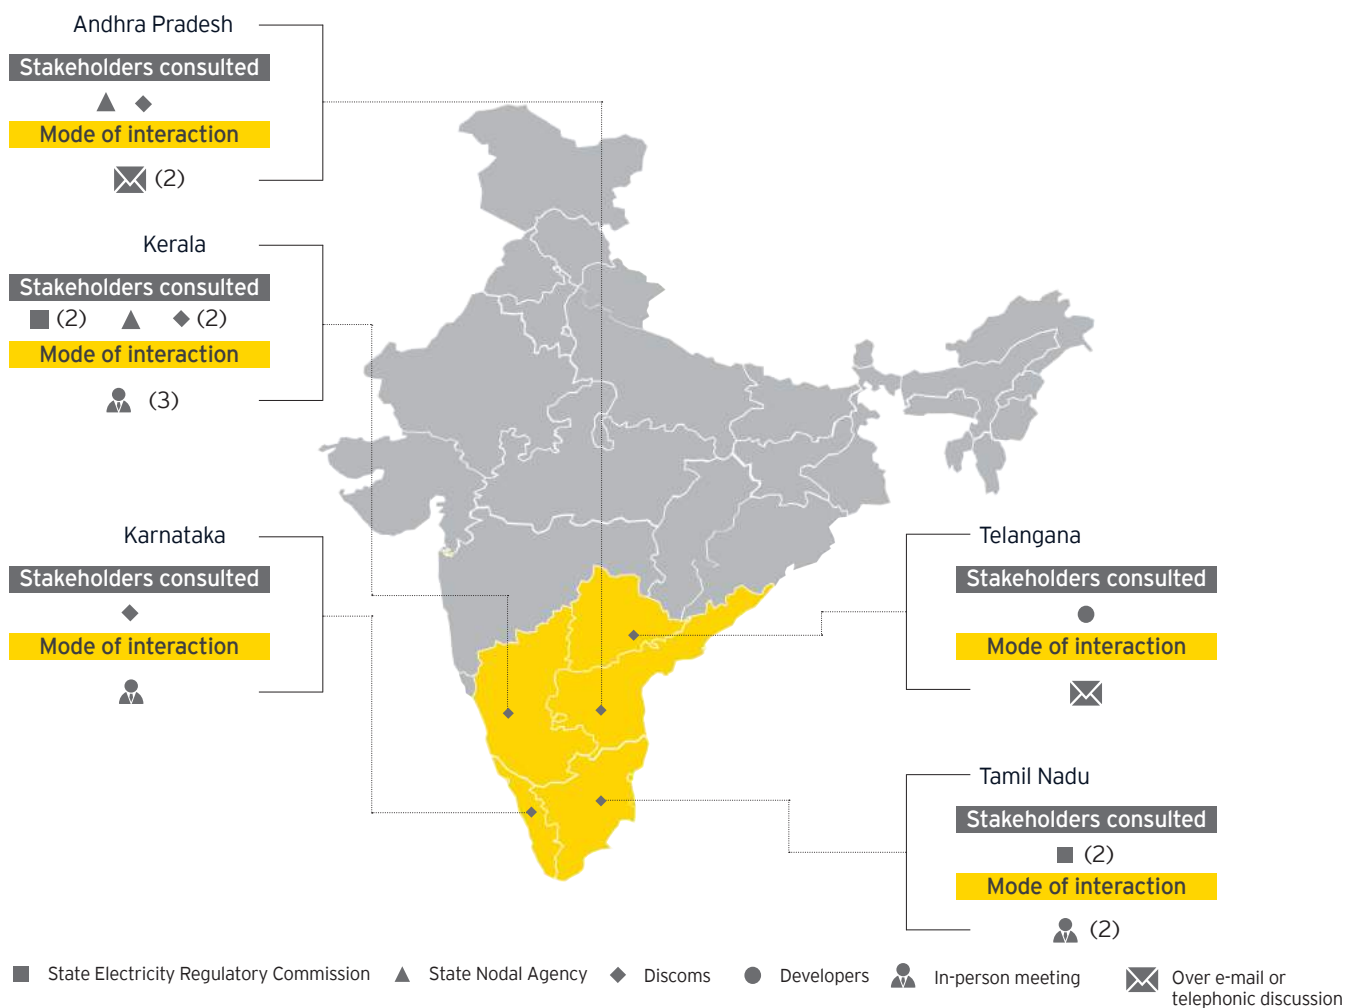 Andhra Pradesh
Stakeholders consulted
Mode of interaction
(2)
Kerala
Stakeholders consulted
(2) (2)
Mode of interaction
(3)
Karnataka
Stakeholders consulted
Mode of interaction
Telangana
Stakeholders consulted
Mode of interaction
Tamil Nadu
Stakeholders consulted
(2)
Mode of interaction
(2)
State Electricity Regulatory Commission
State Nodal Agency
Discoms
Developers
In-person meeting
Over e-mail or
telephonic discussion